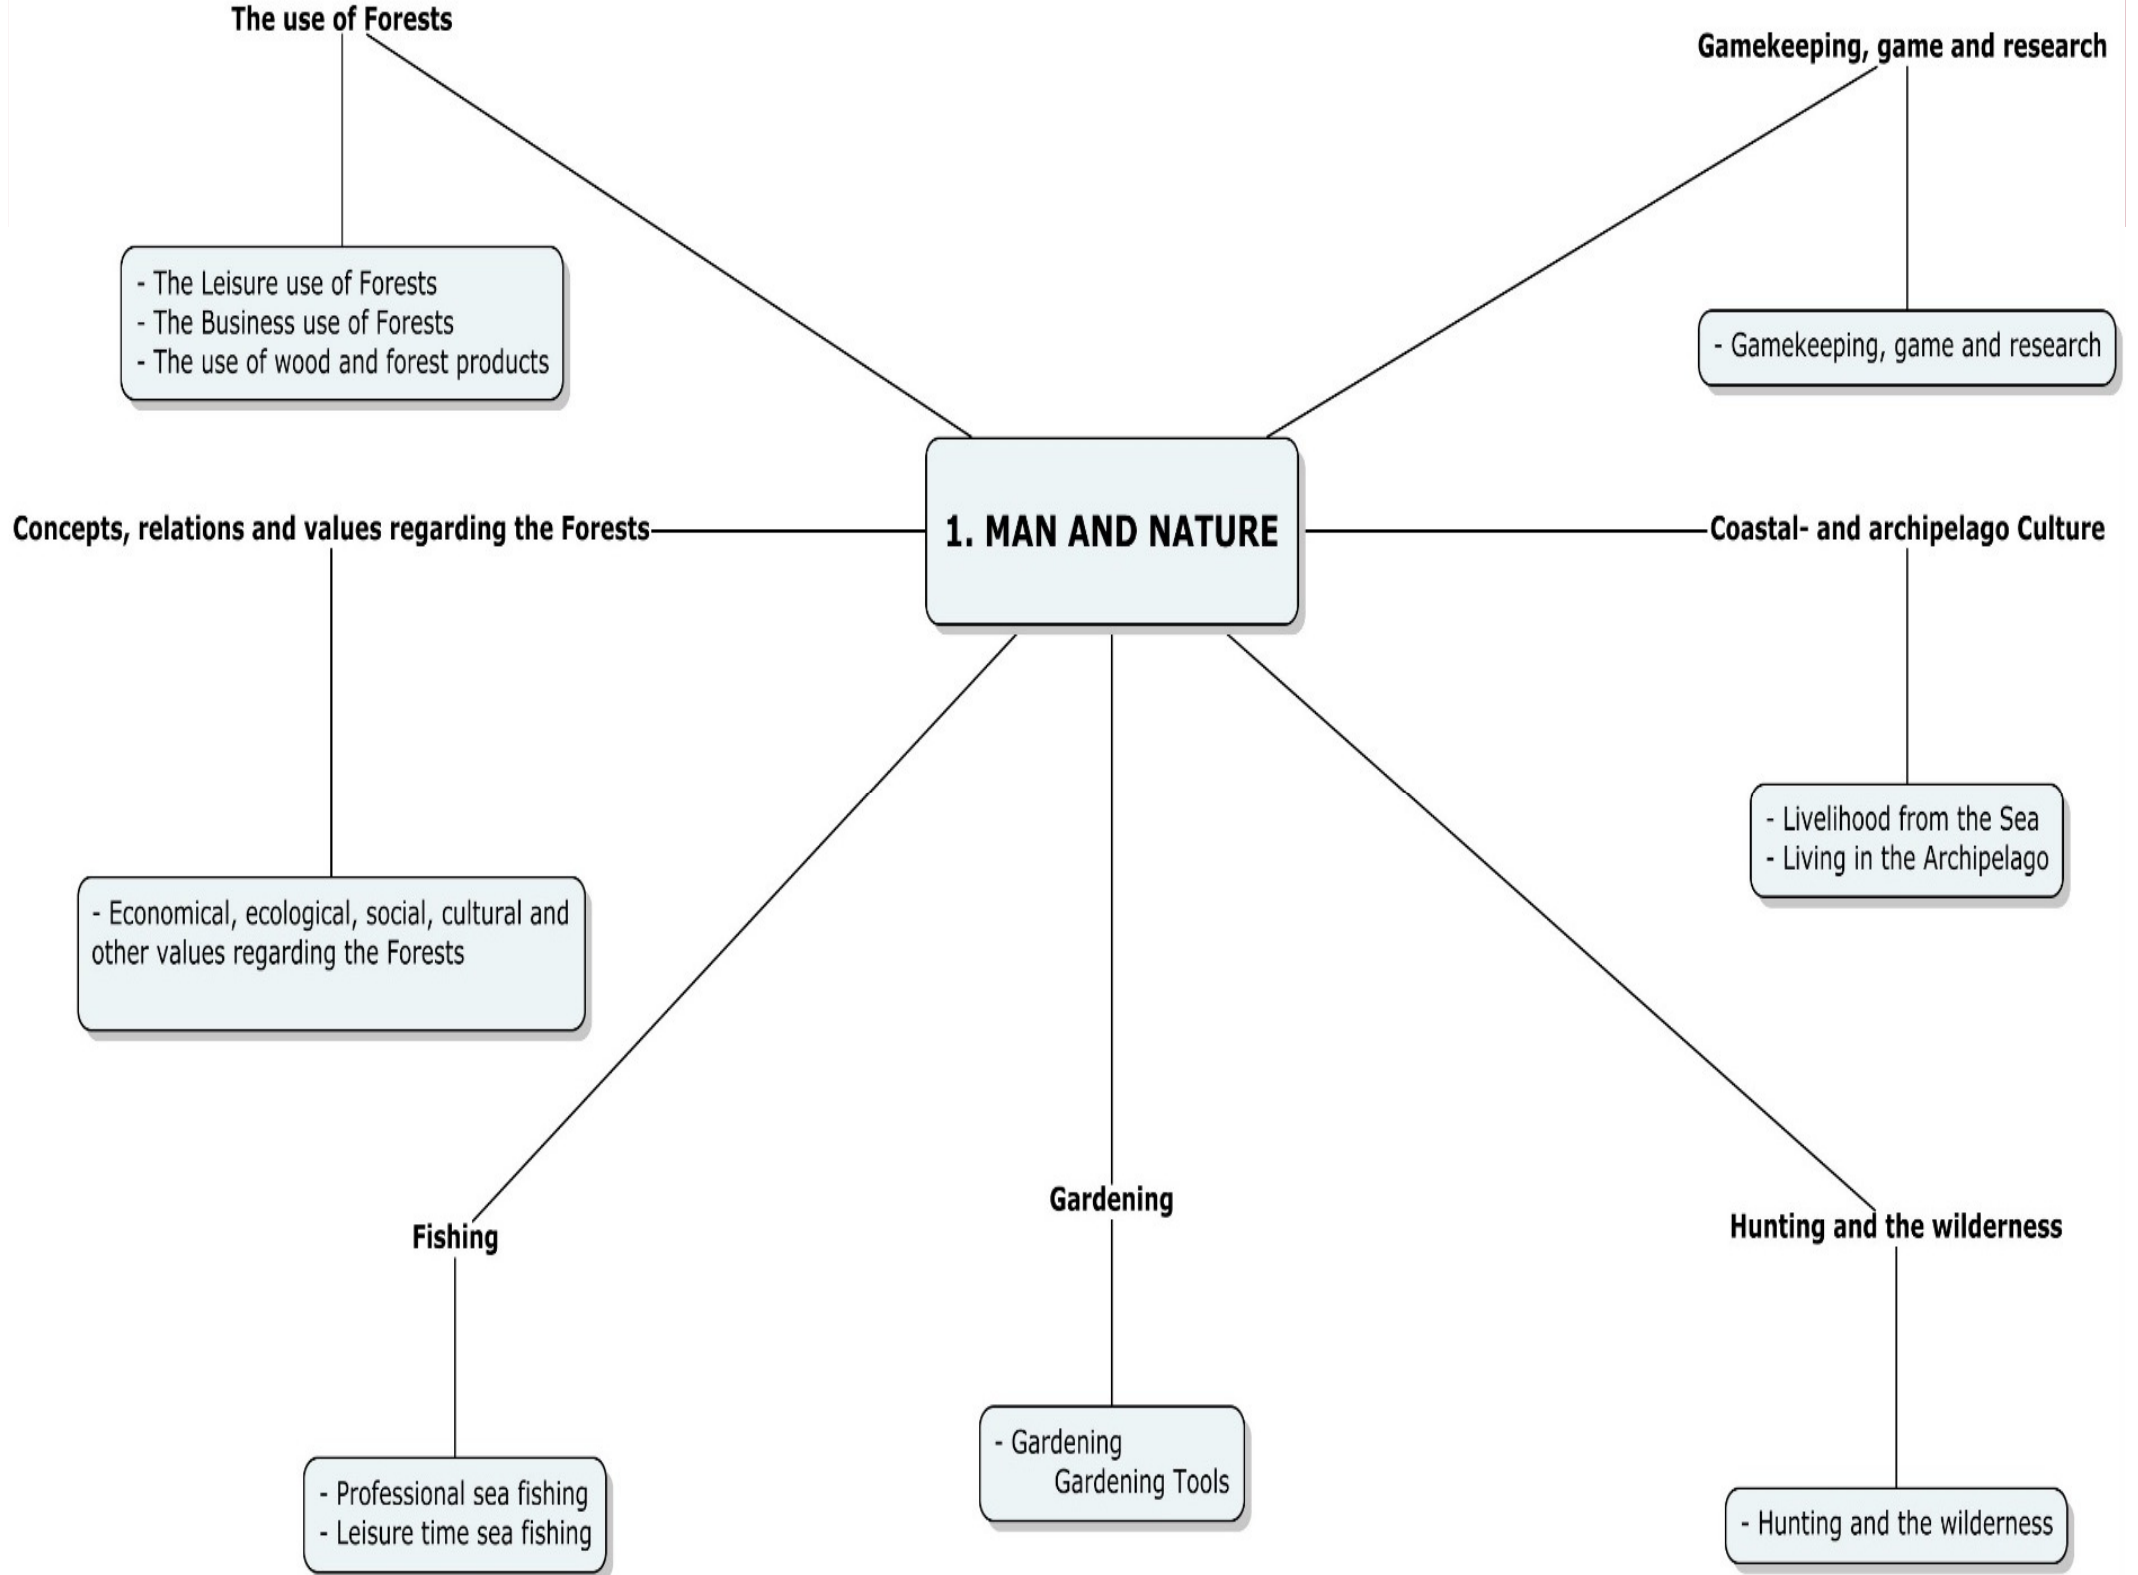 The use of Forests
Gamekeeping, game and research
- The Leisure use of Forests
- The Business use of Forests
- The use of wood and forest products
- Gamekeeping, game and research
1. MAN AND NATURE
Concepts, relations and values regarding the Forests
Coastal- and archipelago Culture
- Economical, ecological, social, cultural and
other values regarding the Forests
- Livelihood from the Sea
- Living in the Archipelago
Fishing
Gardening
Hunting and the wilderness
- Professional sea fishing
- Leisure time sea fishing
- Gardening
Gardening Tools
- Hunting and the wilderness